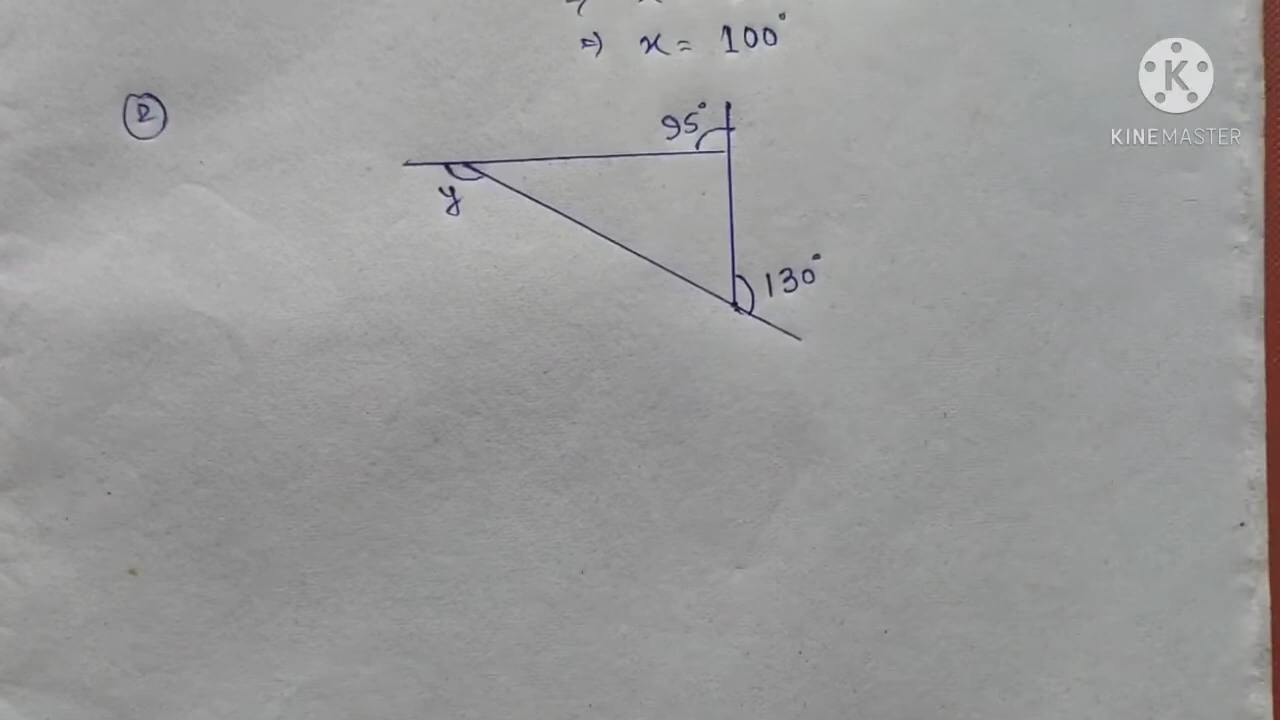 ⇒) x = 100°
2
95°
y
130°
K
KINEMASTER